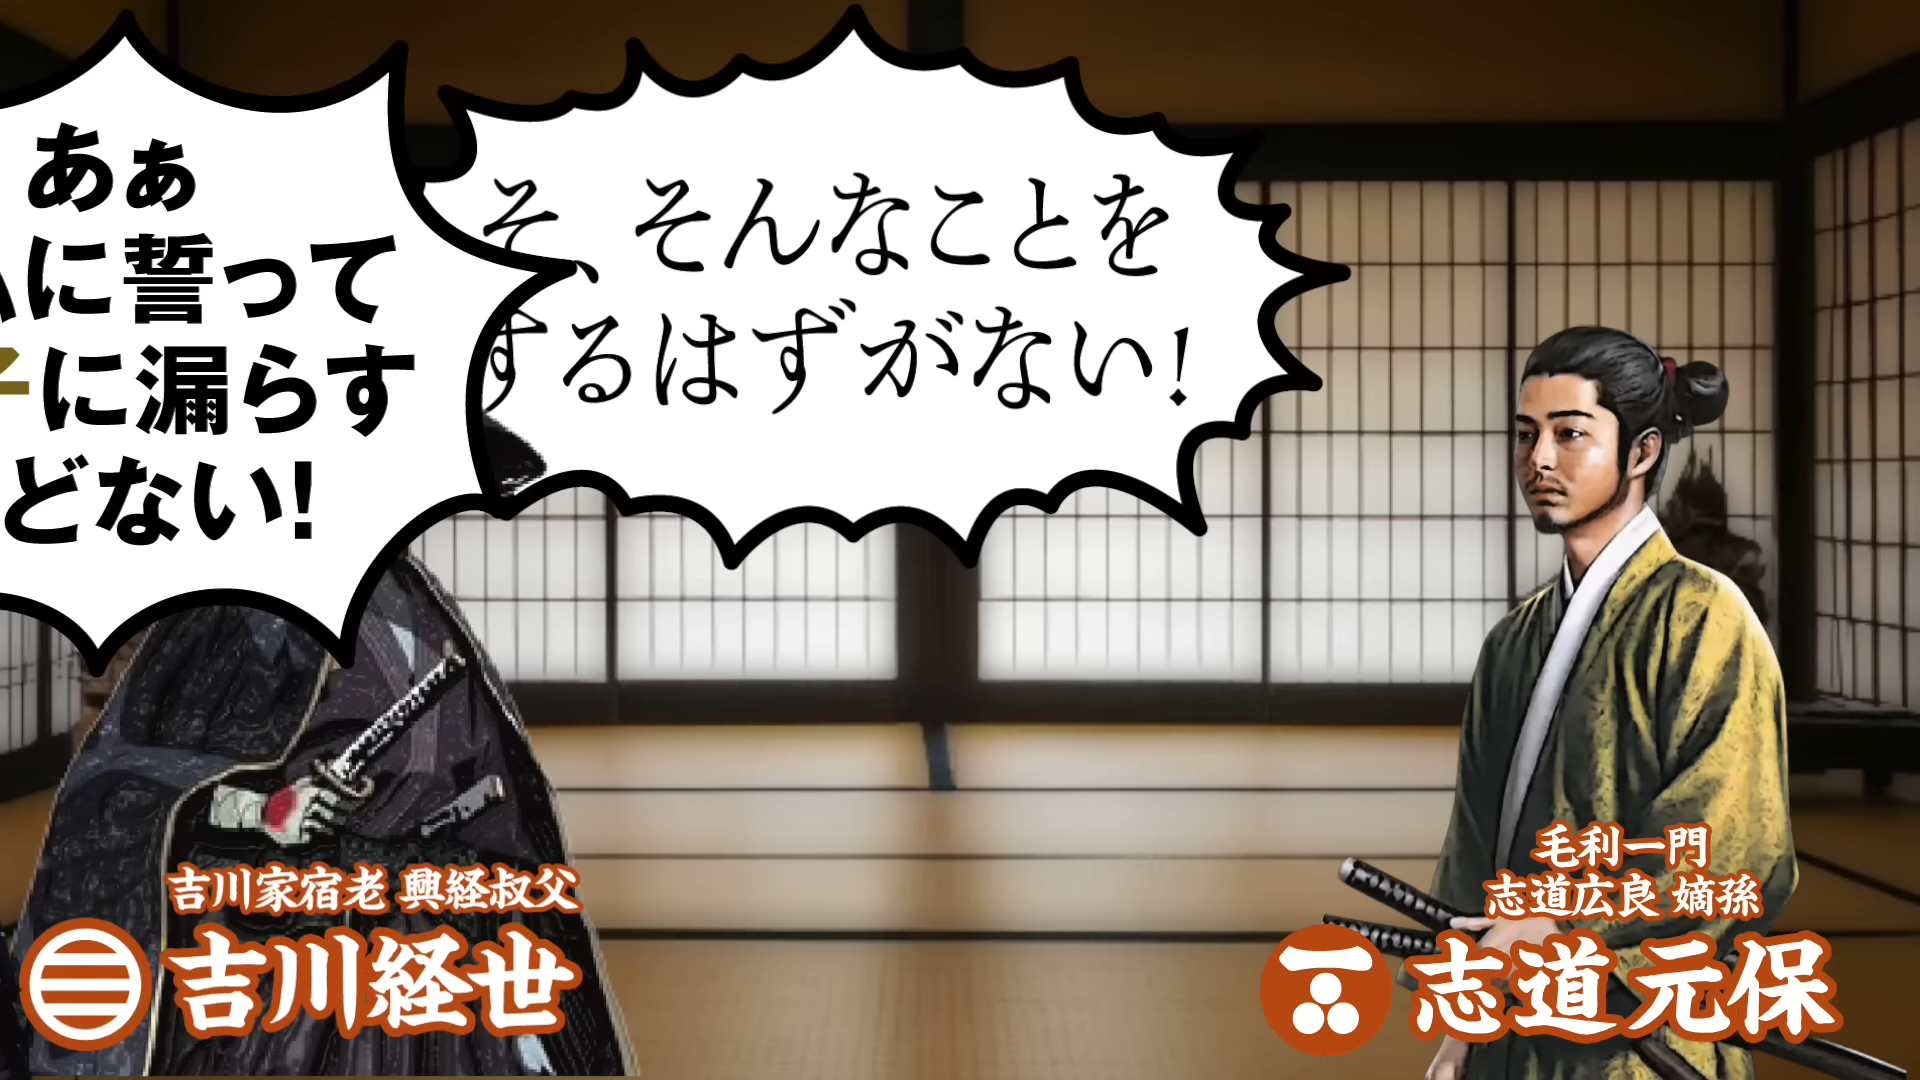 あぁ
に誓って
に漏らす
どない!
そ、そんなことを
するはずがない!
吉川家宿老 興経叔父
吉川経世
毛利一門
志道広良 嫡孫
志道元保